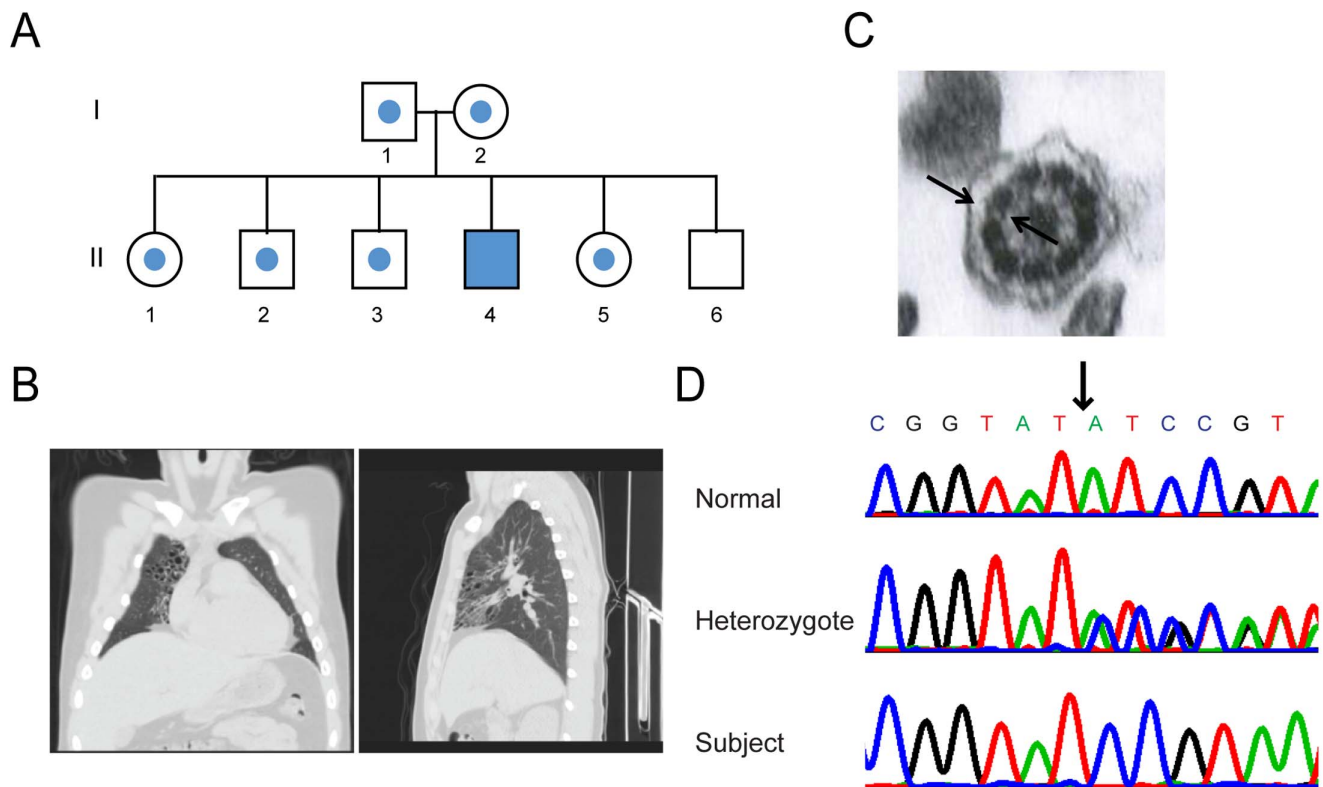 A
I
1 2
II
1 2 3 4 5 6
B
C
D
C G G T A T A T C C G T
Normal
Heterozygote
Subject